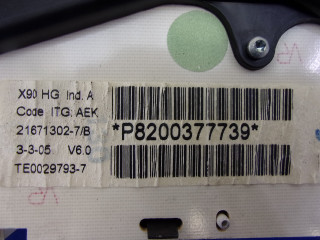 X90 HG Ind. A
Code ITG: AEK
21671302-7/B
*P8200377739*
3-3-05 V6.0
TE0029793-7